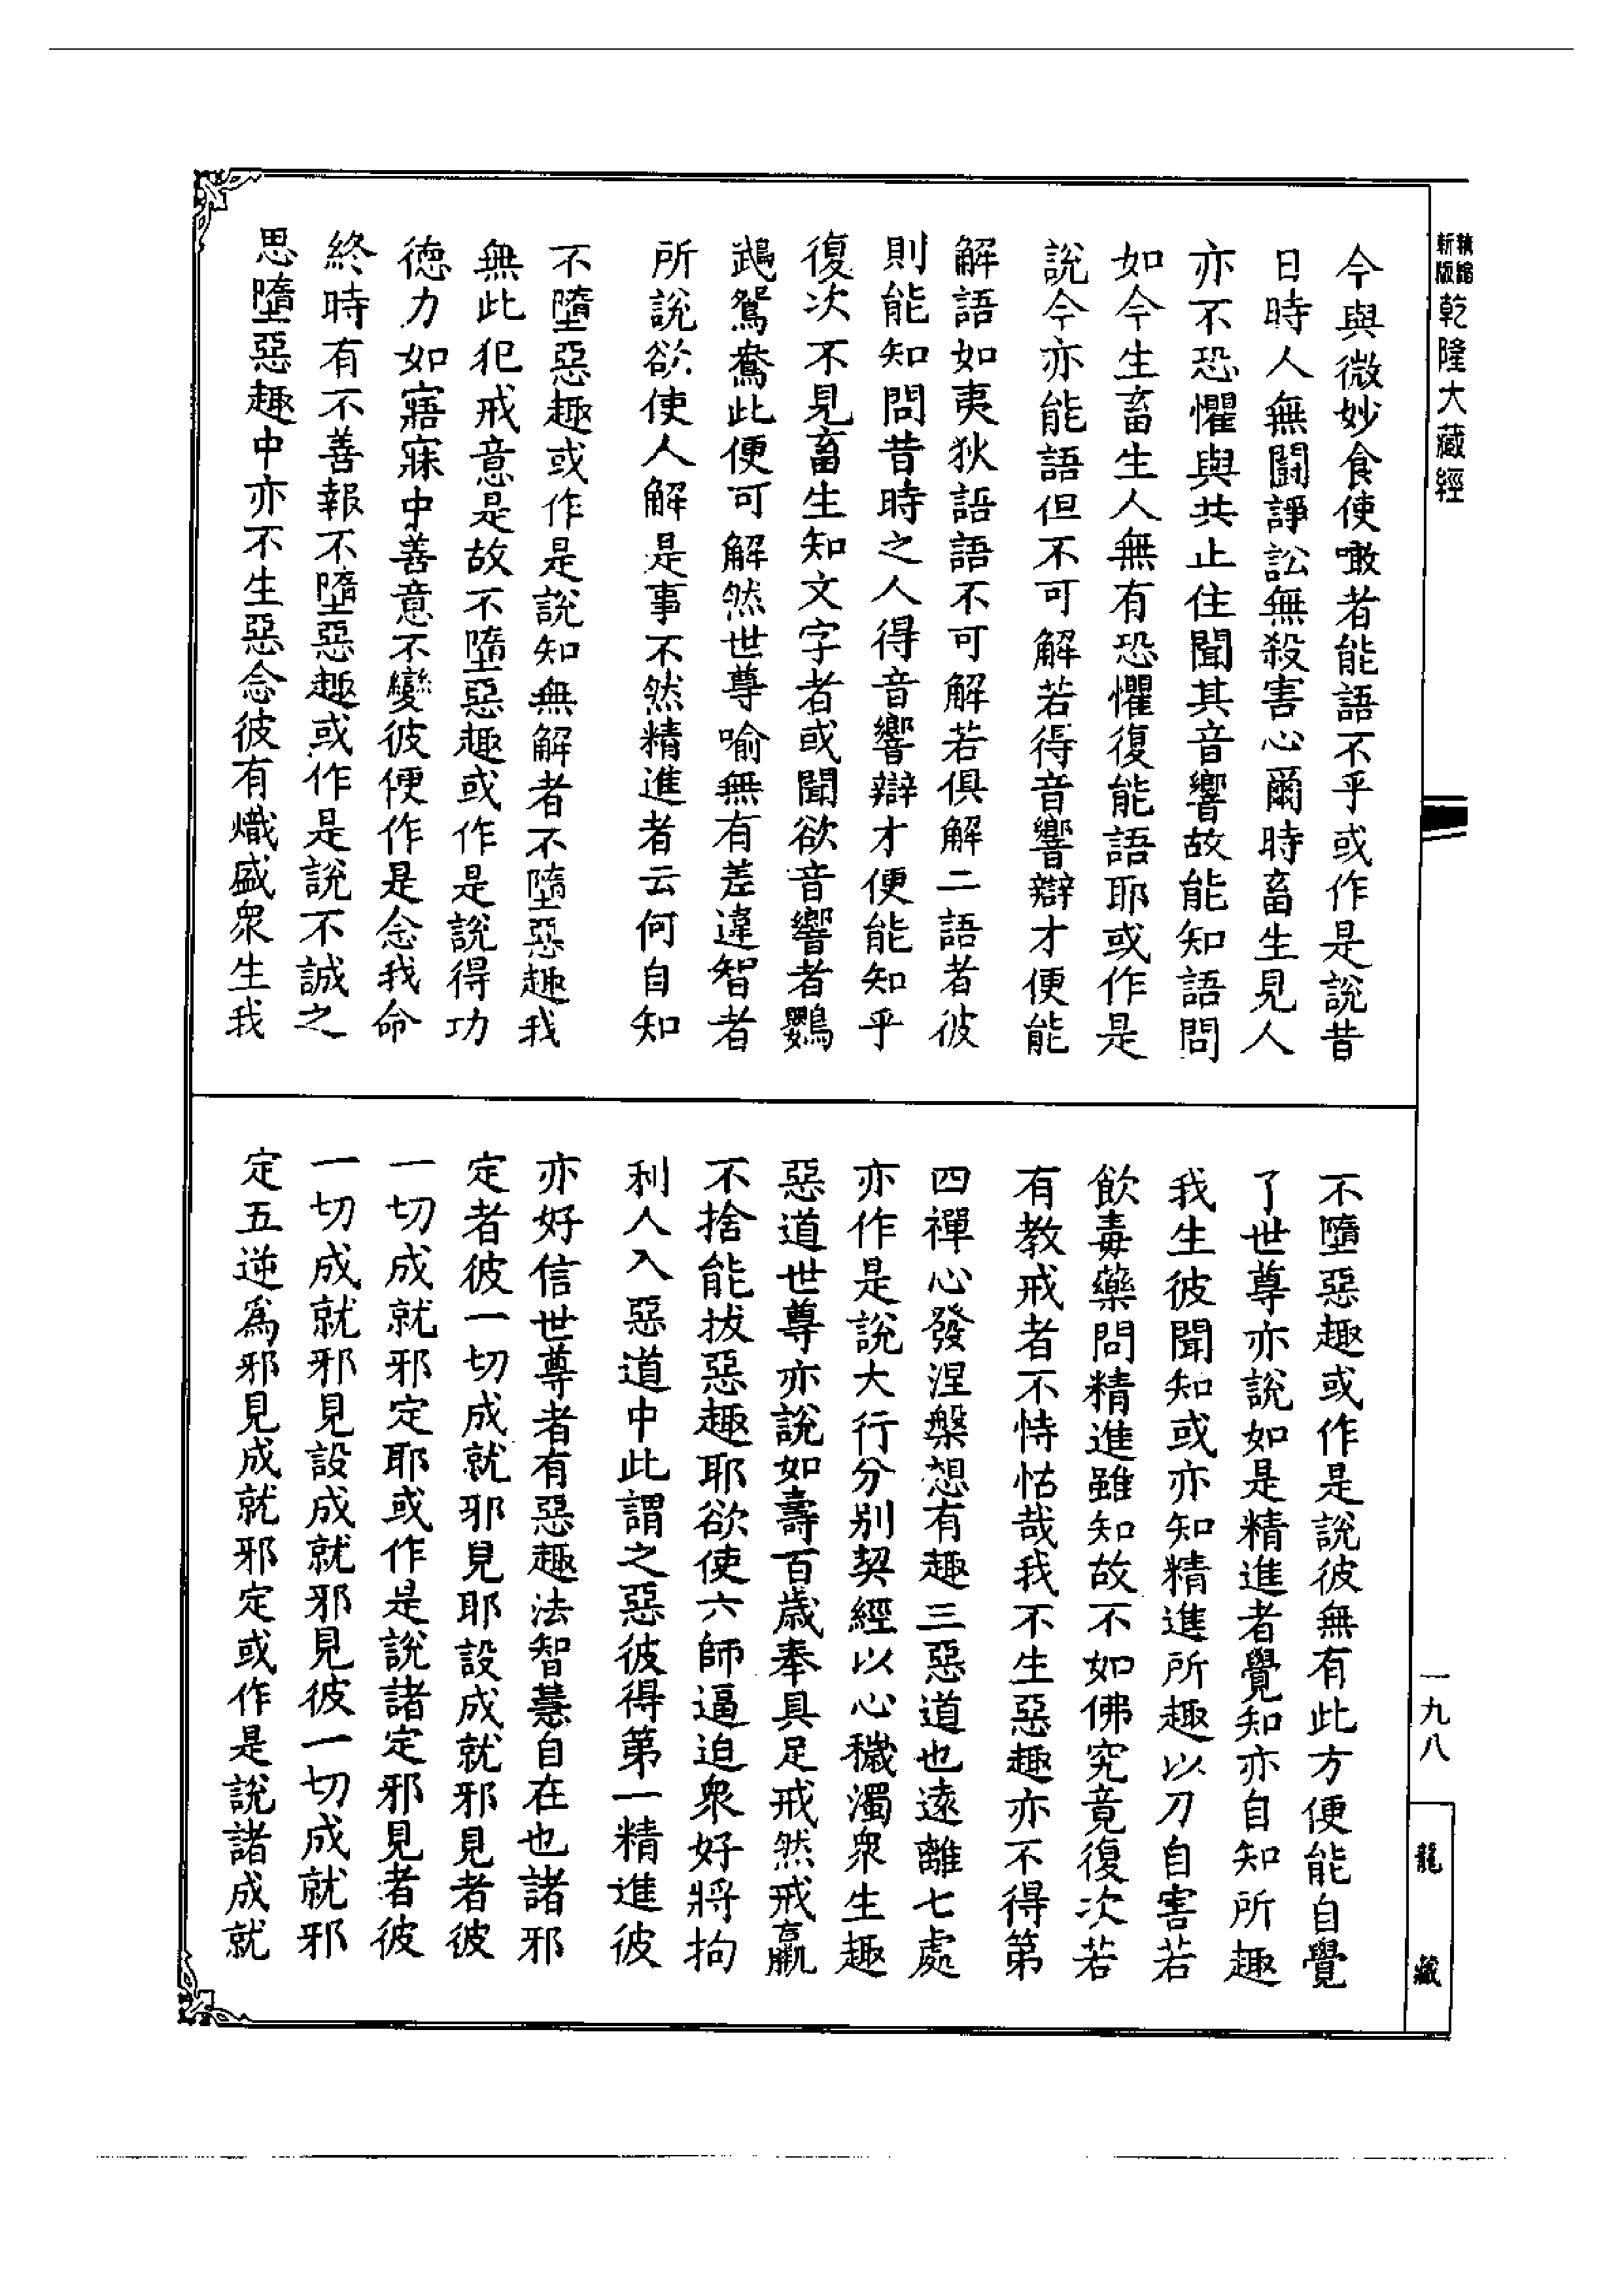 新版
乾隆大藏經
今與微妙食使噉者能語不乎或作是說昔
日時人無鬪諍訟無殺害心爾時畜生見人
亦不恐懼與共止住聞其音響故能知語問
如今生畜生人無有恐懼復能語耶或作是
說今亦能語但不可解若得音響辯才便能
解語如夷狄語語不可解若俱解二語者彼
則能知問昔時之人得音響辯才便能知乎
復次不見畜生知文字者或聞欲音響者鸚
鵡鴛鴦此便可解然世尊喻無有差違智者
所說欲使人解是事不然精進者云何自知
不墮惡趣或作是說知無解者不墮惡趣我
無此犯戒意是故不墮惡趣或作是說得功
德力如寤寐中善意不變彼便作是念我命
終時有不善報不墮惡趣或作是說不誠之
思墮惡趣中亦不生惡念彼有熾盛衆生我
不墮惡趣或作是說彼無有此方便能自覺
了世尊亦說如是精進者覺知亦自知所趣
我生彼聞知或亦知精進所趣以刀自害若
飲毒藥問精進雖知故不如佛究竟復次若
有教戒者不恃怙哉我不生惡趣亦不得第
四禪心發涅槃想有趣三惡道也遠離七處
亦作是說大行分別契經以心穢濁衆生趣
惡道世尊亦說如壽百歲奉具足戒然戒羸
不捨能拔惡趣耶欲使六師逼迫衆好將拘
利人入惡道中此謂之惡彼得第一精進彼
亦好信世尊者有惡趣法智慧自在也諸邪
定者彼一切成就邪見耶設成就邪見者彼
一切成就邪定耶或作是說諸定邪見者彼
一切成就邪見設成就邪見彼一切成就邪
定五逆爲邪見成就邪定或作是說諸成就
一九八
龍藏